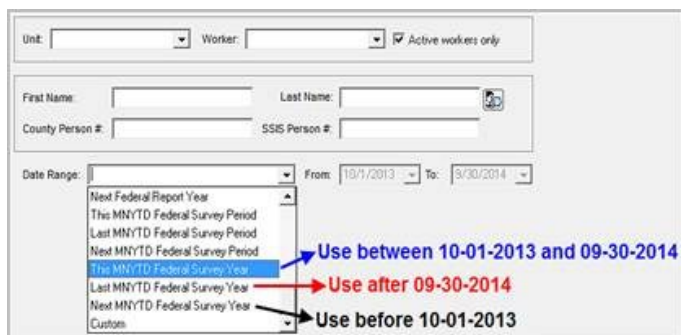 Unit: Worker: Active workers only
First Name: Last Name:
County Person #: SSIS Person #:
Date Range: From: 10/1/2013 To: 9/30/2014
Next Federal Report Year
This MNYTD Federal Survey Period
Last MNYTD Federal Survey Period
Next MNYTD Federal Survey Period
This MNYTD Federal Survey Year
Last MNYTD Federal Survey Year
Next MNYTD Federal Survey Year
Custom
Use between 10-01-2013 and 09-30-2014
Use after 09-30-2014
Use before 10-01-2013